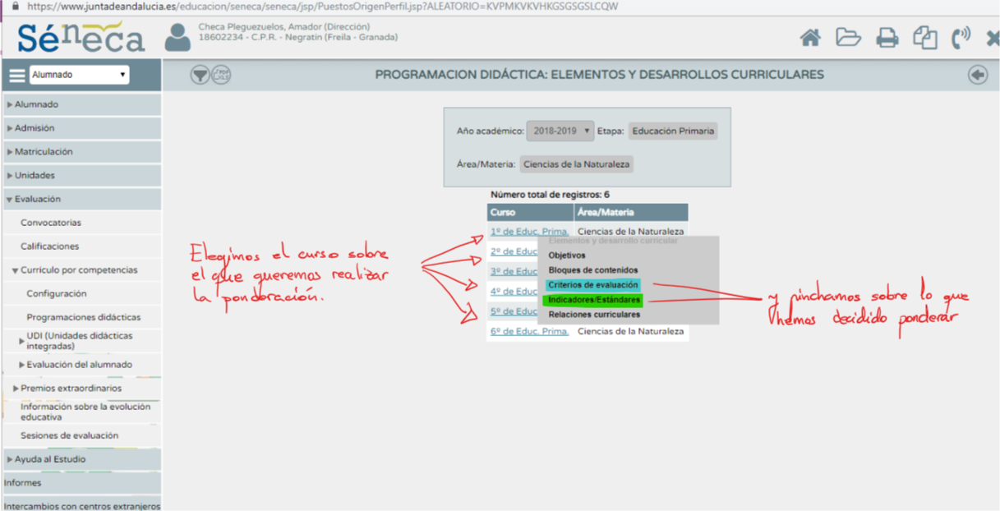 https://www.juntadeandalucia.es/educacion/seneca/seneca/jsp/PuestosOrigenPerfil.jsp?ALEATORIO=KVPMKVKVHKGSGSGSLCQW
Séneca
Checa Pleguezuelos, Amador (Dirección)
18602234 - C.P.R. - Negratín (Freila - Granada)
Alumnado
PROGRAMACION DIDÁCTICA: ELEMENTOS Y DESARROLLOS CURRICULARES
Alumnado
Admisión
Matriculación
Unidades
Evaluación
Convocatorias
Calificaciones
Currículo por competencias
Configuración
Programaciones didácticas
UDI (Unidades didácticas
integradas)
Evaluación del alumnado
Premios extraordinarios
Información sobre la evolución
educativa
Sesiones de evaluación
Ayuda al Estudio
Informes
Intercambios con centros extranjeros
Año académico: 2018-2019 Etapa: Educación Primaria
Área/Materia: Ciencias de la Naturaleza
Número total de registros: 6
Curso Área/Materia
1º de Educ. Prima. Ciencias de la Naturaleza
2º de Educ
3º de Educ
4º de Educ
5º de Educ
6º de Educ. Prima. Ciencias de la Naturaleza
Elementos y desarrollo curricular
Objetivos
Bloques de contenidos
Criterios de evaluación
Indicadores/Estándares
Relaciones curriculares
Elegimos el curso sobre
el que queremos realizar
la ponderación.
y pinchamos sobre lo que
hemos decidido ponderar